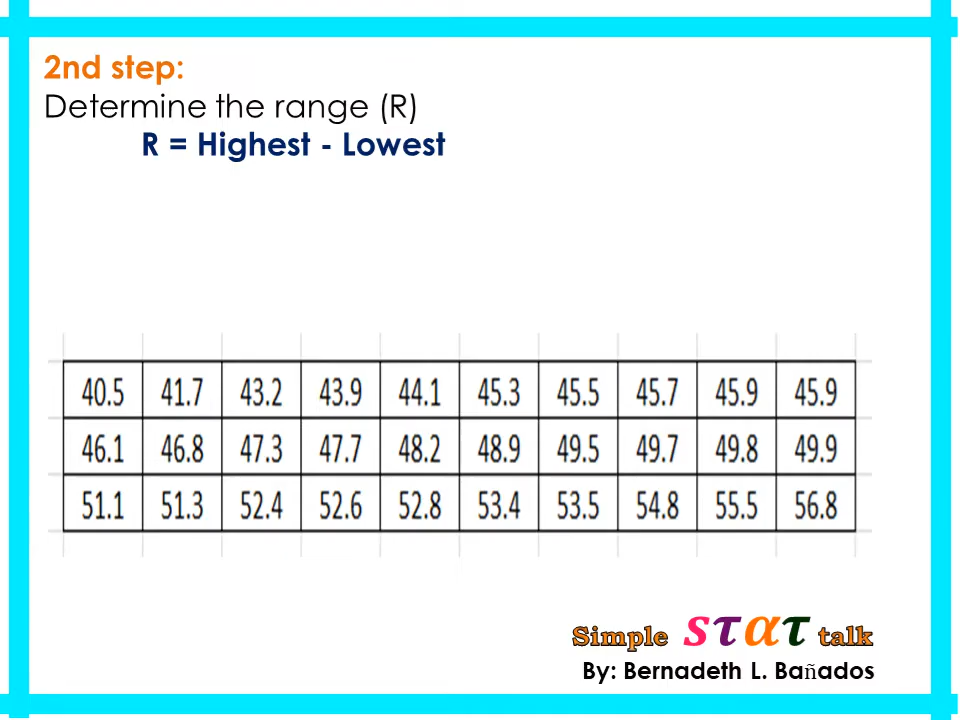 2nd step:
Determine the range (R)
R = Highest - Lowest
40.5 41.7 43.2 43.9 44.1 45.3 45.5 45.7 45.9 45.9
46.1 46.8 47.3 47.7 48.2 48.9 49.5 49.7 49.8 49.9
51.1 51.3 52.4 52.6 52.8 53.4 53.5 54.8 55.5 56.8
Simple sτατ talk
By: Bernadeth L. Bañados